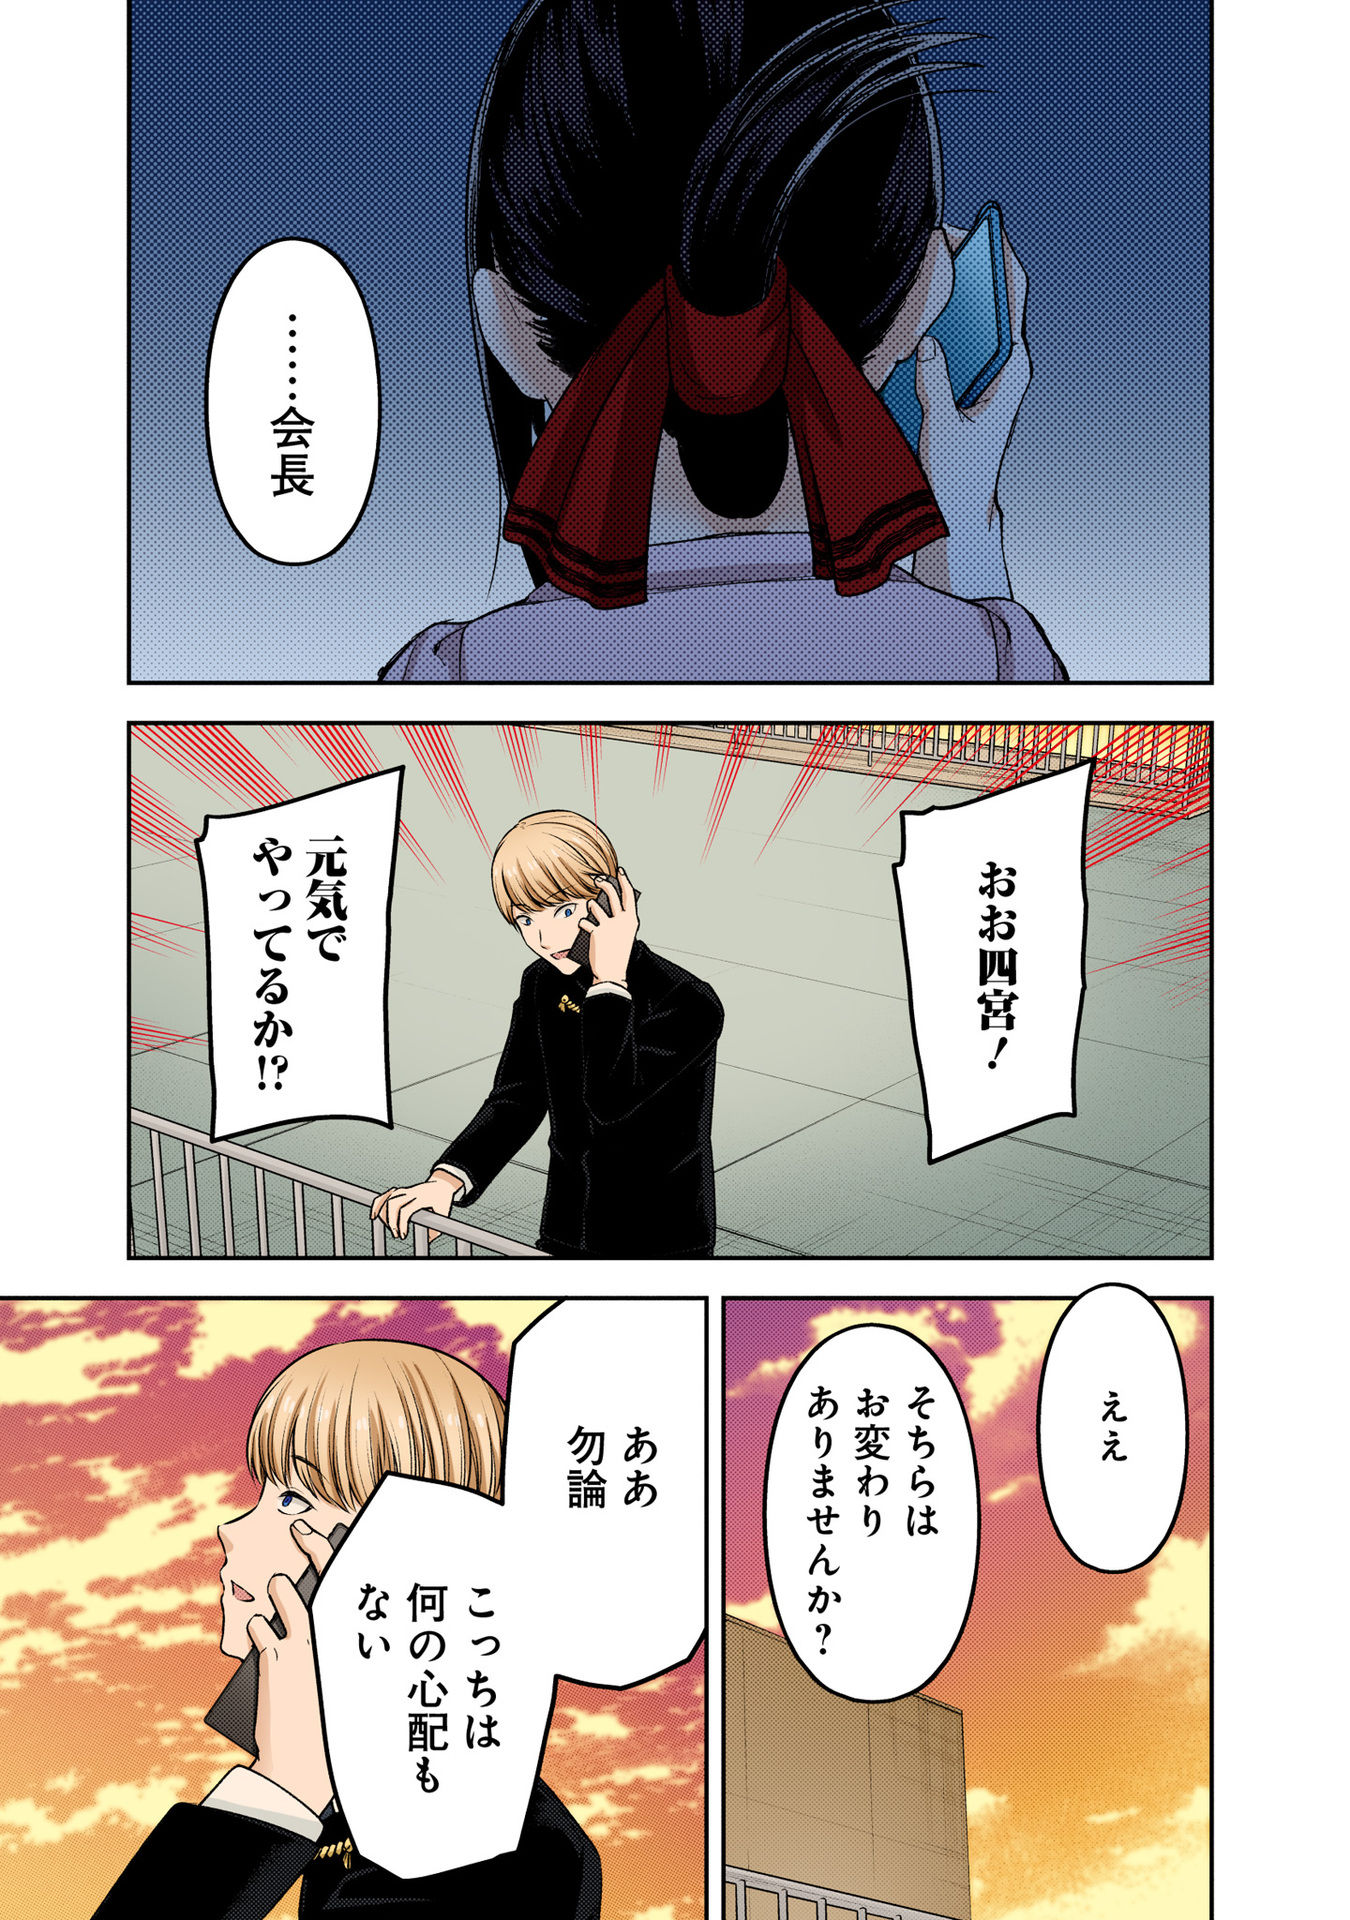 ………会長
おお四宮！
元気で
やってるか!?
ええ
そちらは
お変わり
ありませんか？
ああ
勿論
こっちは
何の心配も
ない